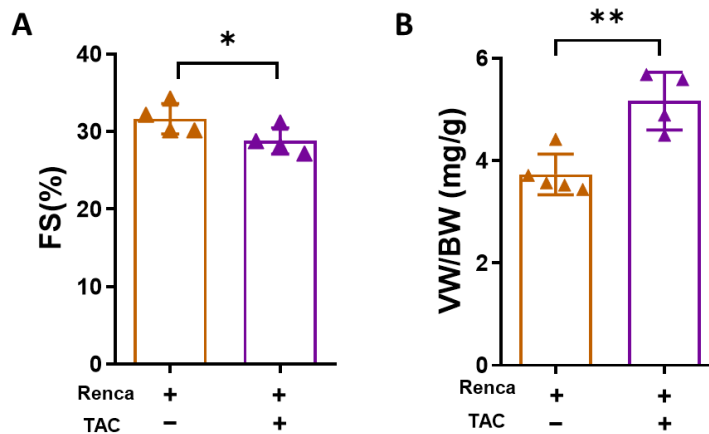 A
*
40
30
20
10
0
FS(%)
Renca + +
TAC − +
B
**
6
4
2
0
VW/BW (mg/g)
Renca + +
TAC − +